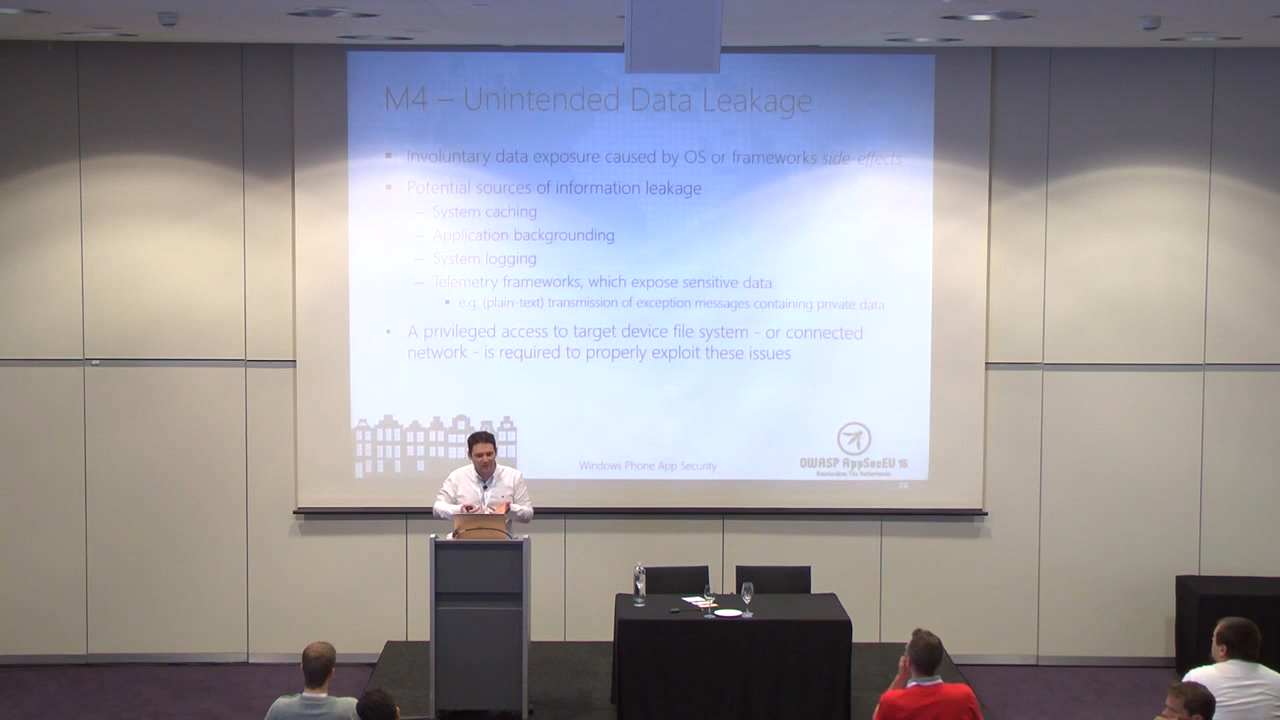 M4 – Unintended Data Leakage
Involuntary data exposure caused by OS or frameworks side-effects
Potential sources of information leakage
– System caching
– Application backgrounding
– System logging
– Telemetry frameworks, which expose sensitive data
e.g. (plain-text) transmission of exception messages containing private data
A privileged access to target device file system - or connected
network - is required to properly exploit these issues
Windows Phone App Security
OWASP AppSecEU 15
Amsterdam, The Netherlands